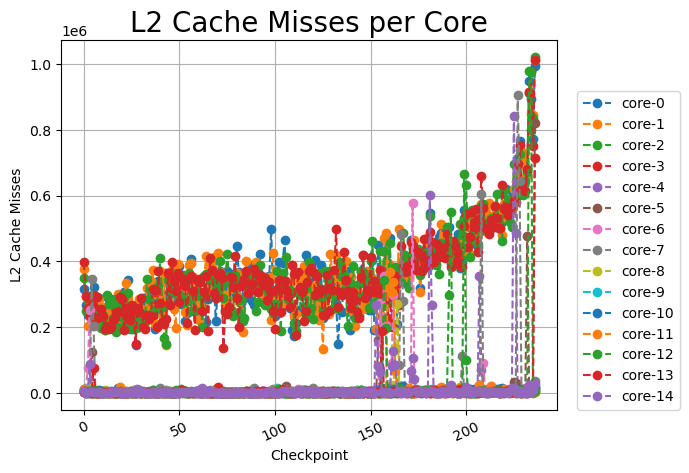 L2 Cache Misses per Core
1e6
1.0
0.8
0.6
0.4
0.2
0.0
L2 Cache Misses
0
50
100
150
200
Checkpoint
core-0
core-1
core-2
core-3
core-4
core-5
core-6
core-7
core-8
core-9
core-10
core-11
core-12
core-13
core-14